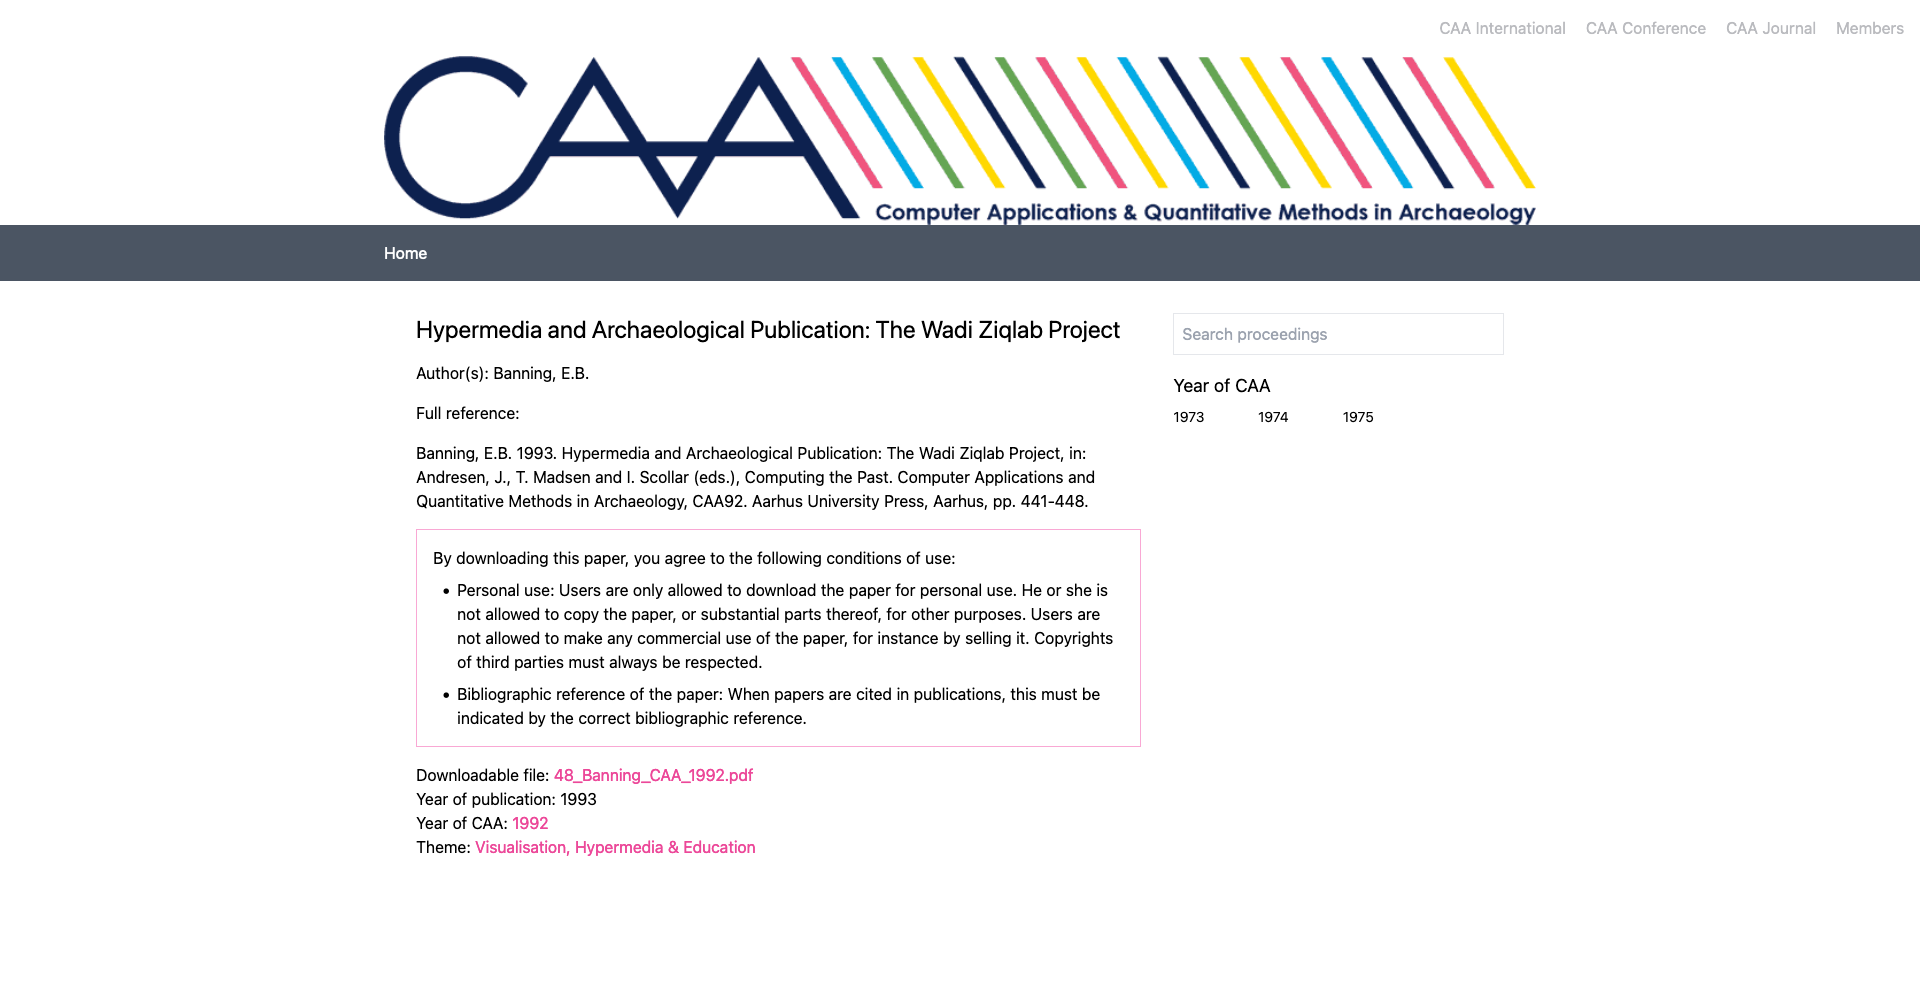 CAA International CAA Conference CAA Journal Members
CAA
Computer Applications & Quantitative Methods in Archaeology
Home
Hypermedia and Archaeological Publication: The Wadi Ziqlab Project
Author(s): Banning, E.B.
Full reference:
Banning, E.B. 1993. Hypermedia and Archaeological Publication: The Wadi Ziqlab Project, in:
Andresen, J., T. Madsen and I. Scollar (eds.), Computing the Past. Computer Applications and
Quantitative Methods in Archaeology, CAA92. Aarhus University Press, Aarhus, pp. 441-448.
By downloading this paper, you agree to the following conditions of use:
• Personal use: Users are only allowed to download the paper for personal use. He or she is
not allowed to copy the paper, or substantial parts thereof, for other purposes. Users are
not allowed to make any commercial use of the paper, for instance by selling it. Copyrights
of third parties must always be respected.
• Bibliographic reference of the paper: When papers are cited in publications, this must be
indicated by the correct bibliographic reference.
Downloadable file: 48_Banning_CAA_1992.pdf
Year of publication: 1993
Year of CAA: 1992
Theme: Visualisation, Hypermedia & Education
Search proceedings
Year of CAA
1973 1974 1975